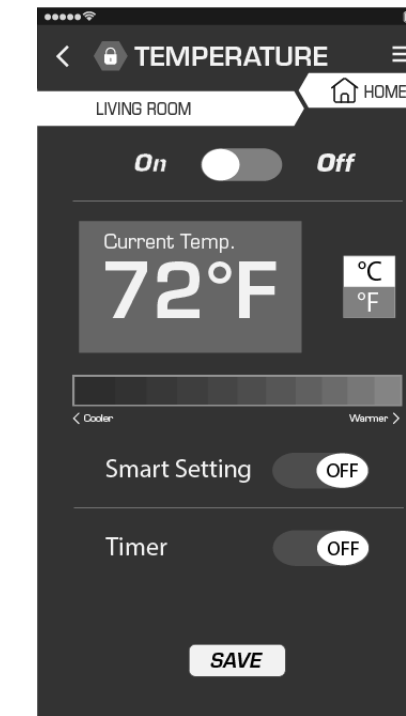 TEMPERATURE
HOME
LIVING ROOM
On Off
Current Temp.
72°F
°C
°F
< Cooler Warmer >
Smart Setting OFF
Timer OFF
SAVE